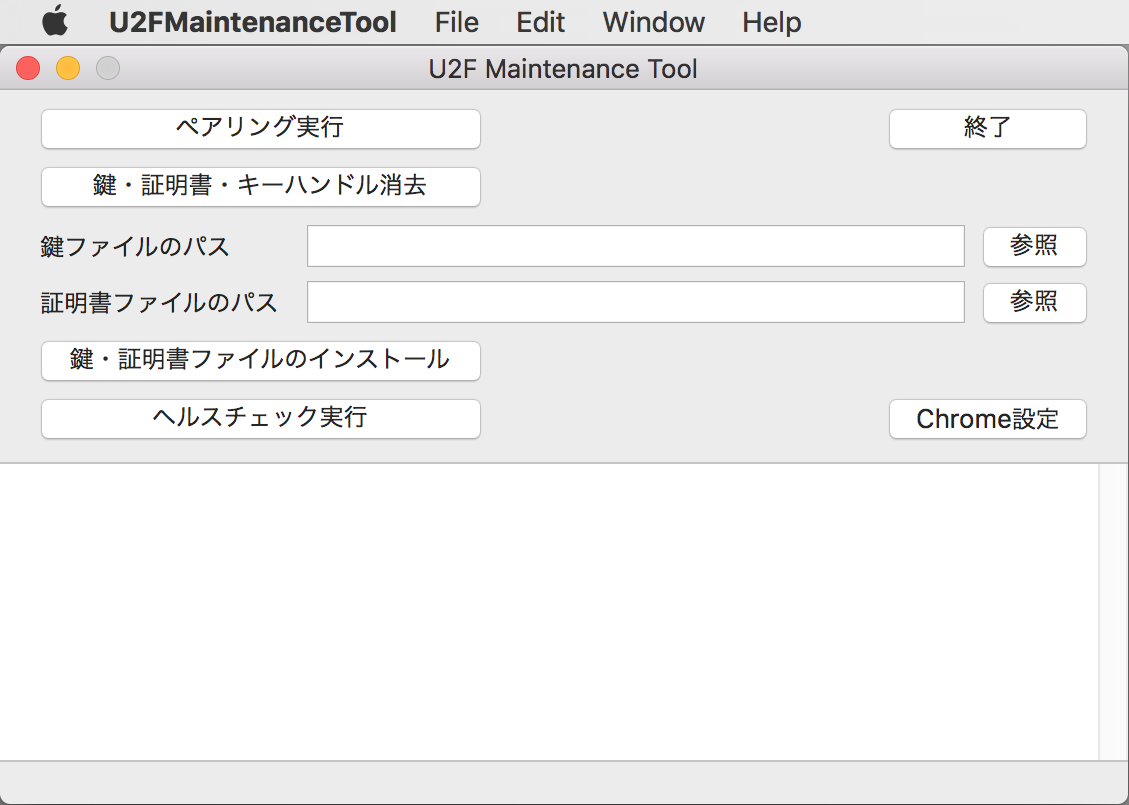 U2FMaintenanceTool File Edit Window Help
U2F Maintenance Tool
ペアリング実行 終了
鍵・証明書・キーハンドル消去
鍵ファイルのパス 参照
証明書ファイルのパス 参照
鍵・証明書ファイルのインストール
ヘルスチェック実行 Chrome設定